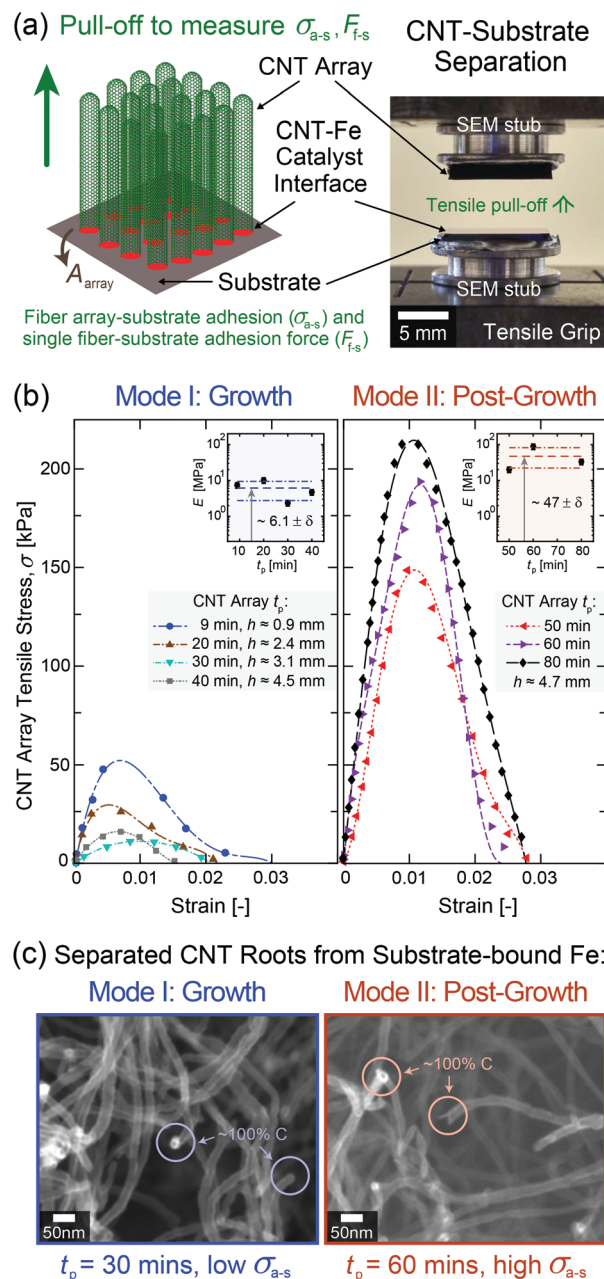 (a) Pull-off to measure σa-s, Ff-s
CNT Array
CNT-Fe
Catalyst
Interface
Aarray
Substrate
Fiber array-substrate adhesion (σa-s) and
single fiber-substrate adhesion force (Ff-s)
CNT-Substrate
Separation
SEM stub
Tensile pull-off
SEM stub
5 mm
Tensile Grip
(b) Mode I: Growth
Mode II: Post-Growth
CNT Array Tensile Stress, σ [kPa]
200
150
100
50
0
E [MPa]
10²
10¹
10⁰
~ 6.1 ± δ
10 20 30 40
tp [min]
CNT Array tp:
9 min, h ≈ 0.9 mm
20 min, h ≈ 2.4 mm
30 min, h ≈ 3.1 mm
40 min, h ≈ 4.5 mm
0 0.01 0.02 0.03
Strain [-]
E [MPa]
10²
10¹
10⁰
~ 47 ± δ
50 60 70 80
tp [min]
CNT Array tp:
50 min
60 min
80 min
h ≈ 4.7 mm
0 0.01 0.02 0.03
Strain [-]
(c) Separated CNT Roots from Substrate-bound Fe:
Mode I: Growth
Mode II: Post-Growth
~100% C
50nm
~100% C
50nm
tp = 30 mins, low σa-s
tp = 60 mins, high σa-s